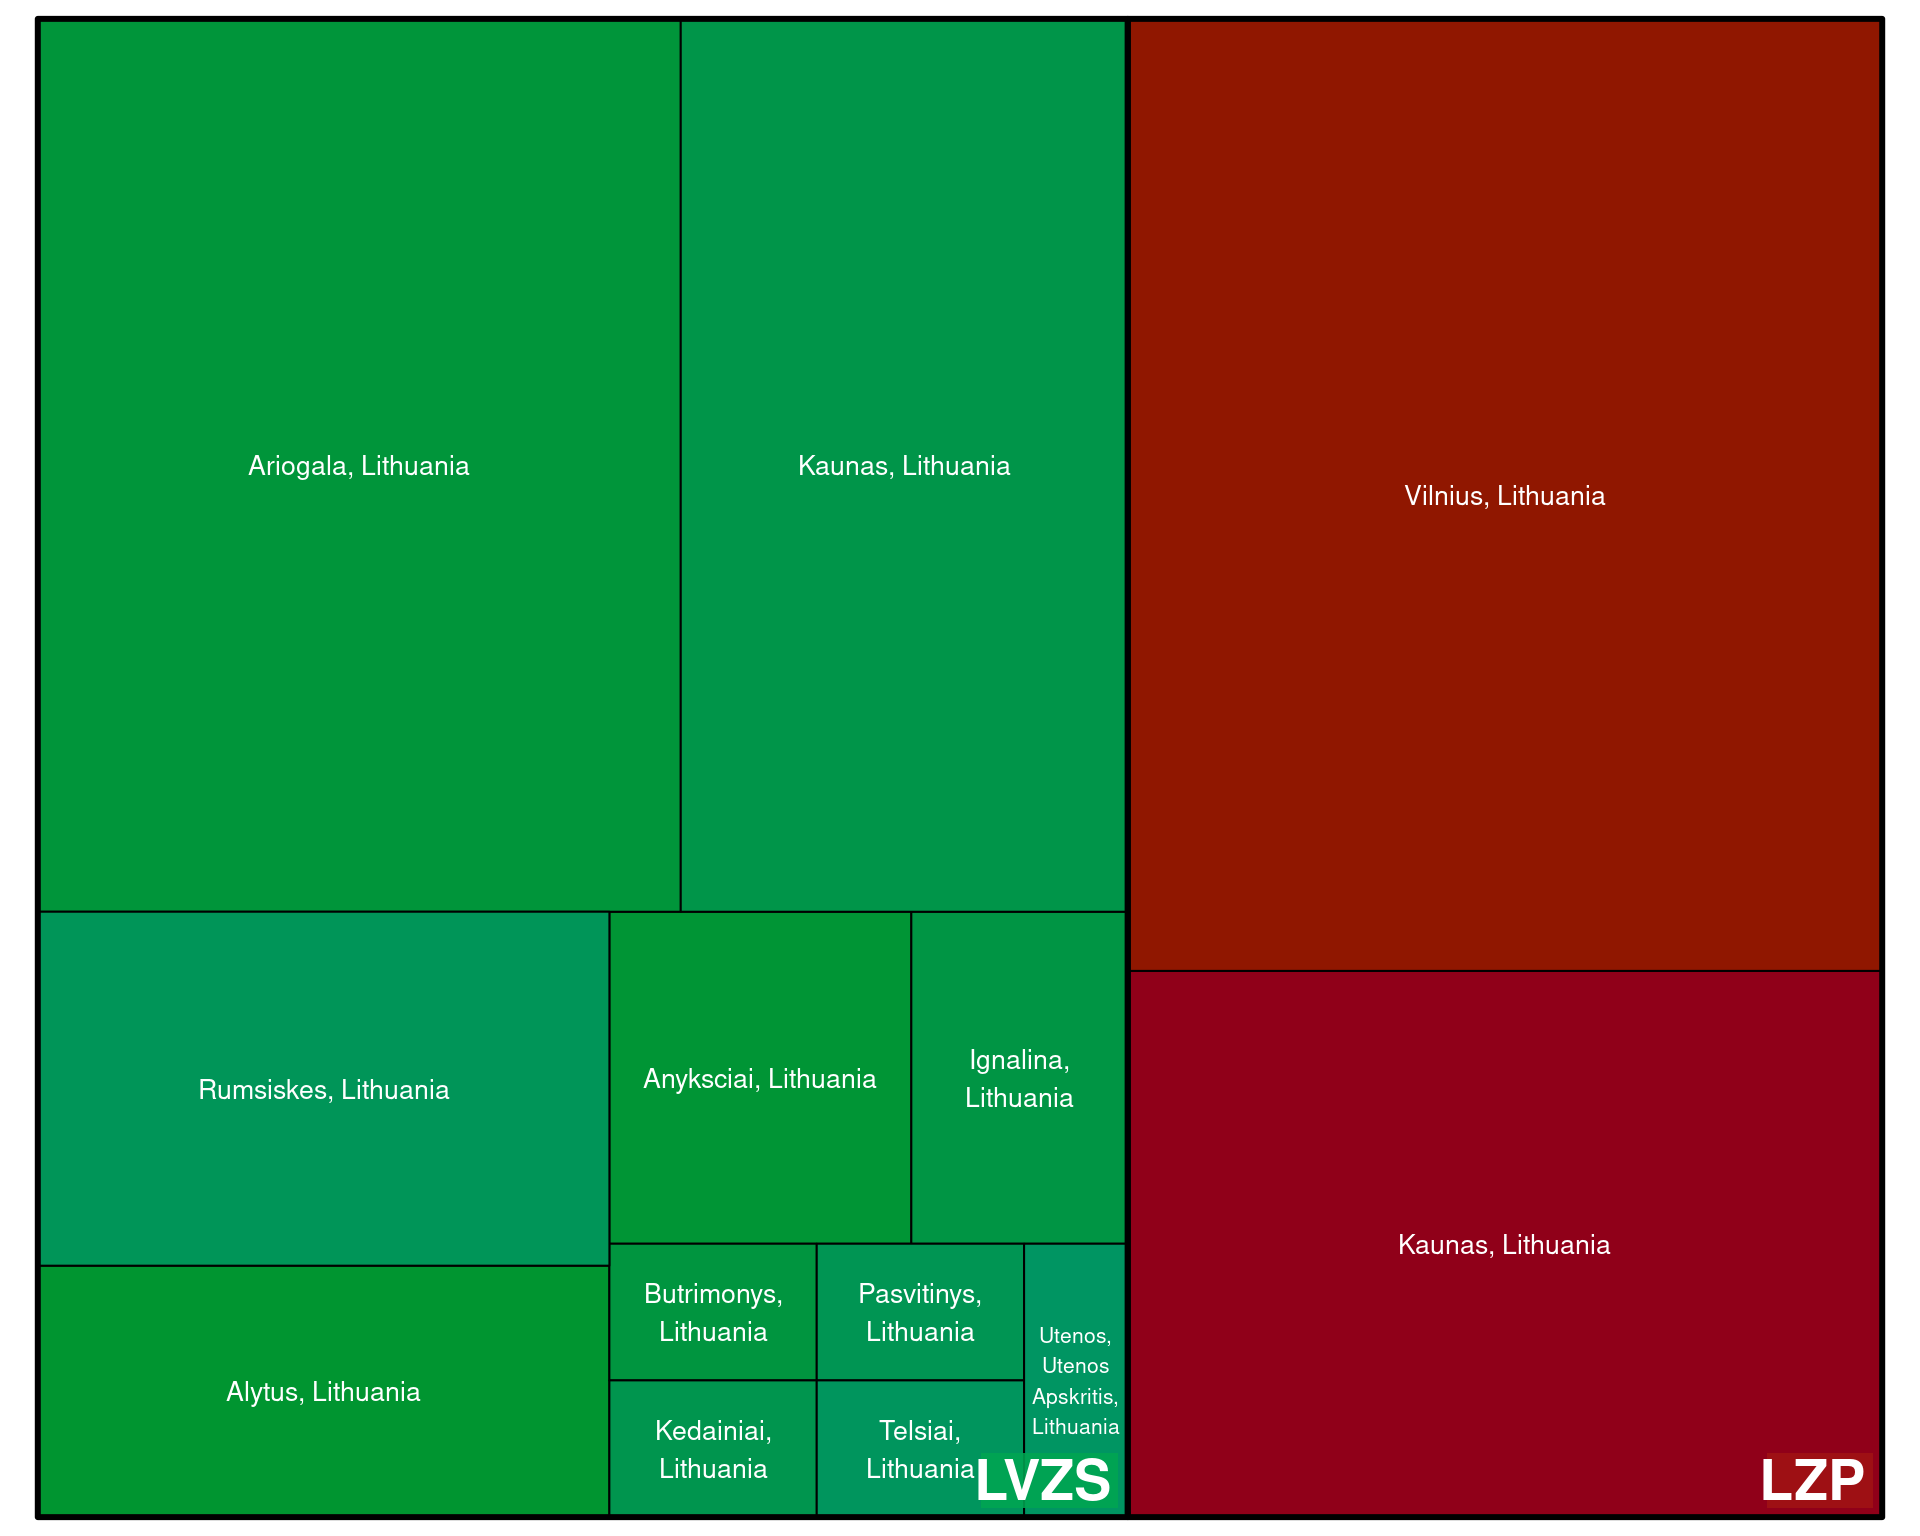 Ariogala, Lithuania
Kaunas, Lithuania
Vilnius, Lithuania
Rumsiskes, Lithuania
Anyksciai, Lithuania
Ignalina,
Lithuania
Alytus, Lithuania
Butrimonys,
Lithuania
Pasvitinys,
Lithuania
Utenos,
Utenos
Apskritis,
Lithuania
Kedainiai,
Lithuania
Telsiai,
Lithuania
LVZS
Kaunas, Lithuania
LZP